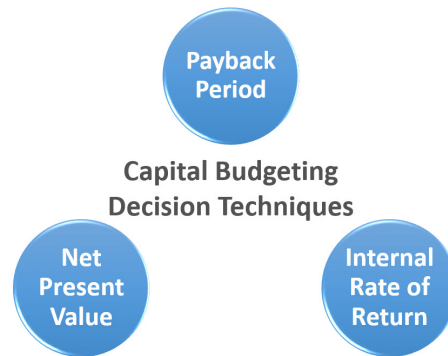 Payback
Period
Capital Budgeting
Decision Techniques
Net
Present
Value
Internal
Rate of
Return